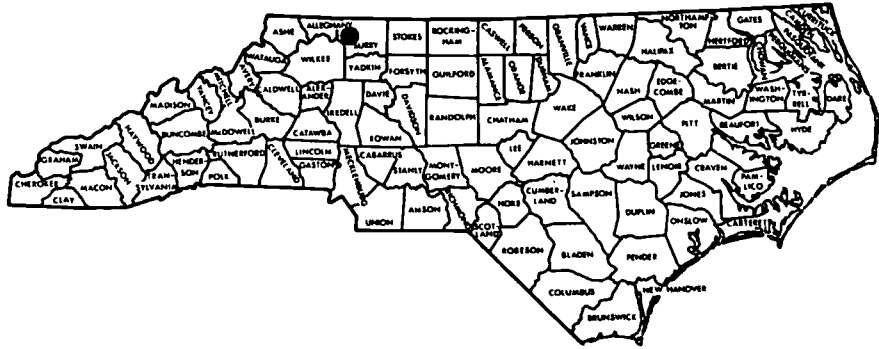 ASHE
ALLEGHANY
SURRY
STOKES
ROCKING-
HAM
CASWELL
PERSON
GRANVILLE
VANCE
WARREN
NORTHAMP-
TON
GATES
HERTFORD
HALIFAX
BERTIE
WATAUGA
WILKES
YADKIN
FORSYTH
GUILFORD
ALAMANCE
ORANGE
DURHAM
FRANKLIN
NASH
EDGE-
COMBE
MARTIN
WASH-
INGTON
TYR-
RELL
DARE
MADISON
YANCEY
MITCHELL
AVERY
CALDWELL
ALEX-
ANDER
IREDELL
DAVIE
DAVIDSON
RANDOLPH
CHATHAM
WAKE
WILSON
PITT
BEAUFORT
HYDE
BUNCOMBE
McDOWELL
BURKE
CATAWBA
ROWAN
JOHNSTON
GREENE
SWAIN
HAYWOOD
GRAHAM
JACKSON
HENDER-
SON
RUTHERFORD
CLEVELAND
LINCOLN
GASTON
MECKLENBURG
CABARRUS
STANLY
MONT-
GOMERY
MOORE
LEE
HARNETT
WAYNE
LENOIR
CRAVEN
PAM-
LICO
CHEROKEE
CLAY
MACON
TRAN-
SYLVANIA
POLK
UNION
ANSON
RICHMOND
SCOT-
LAND
HOKE
CUMBER-
LAND
SAMPSON
DUPLIN
JONES
ONSLOW
CARTERET
ROBESON
BLADEN
PENDER
COLUMBUS
NEW HANOVER
BRUNSWICK